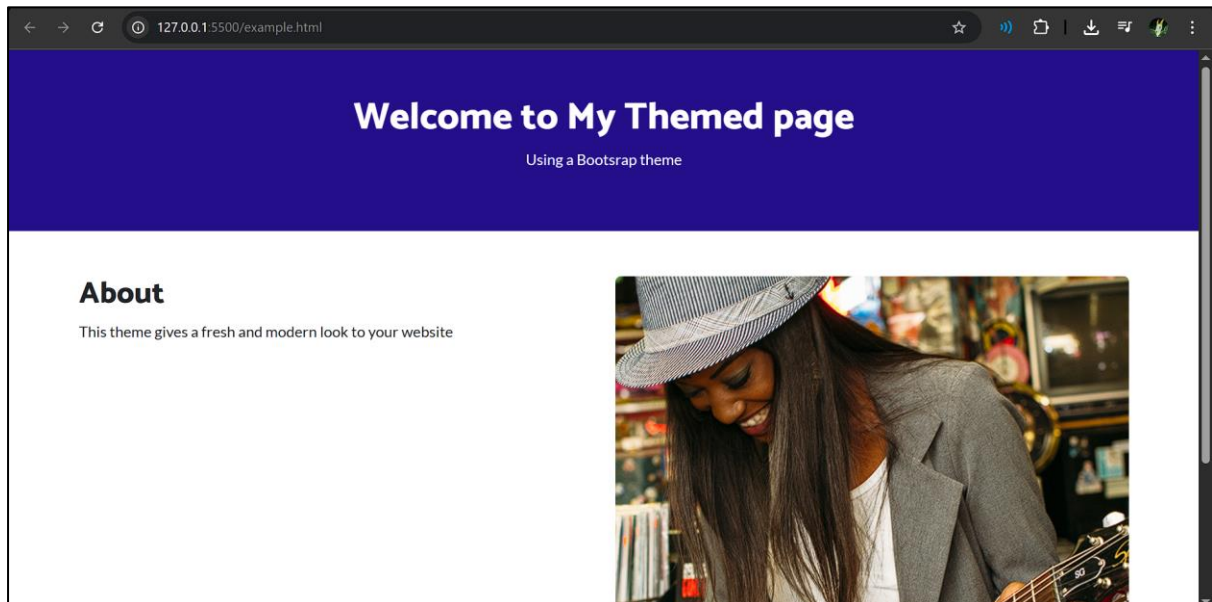 127.0.0.1:5500/example.html
Welcome to My Themed page
Using a Bootsrap theme
About
This theme gives a fresh and modern look to your website
SG